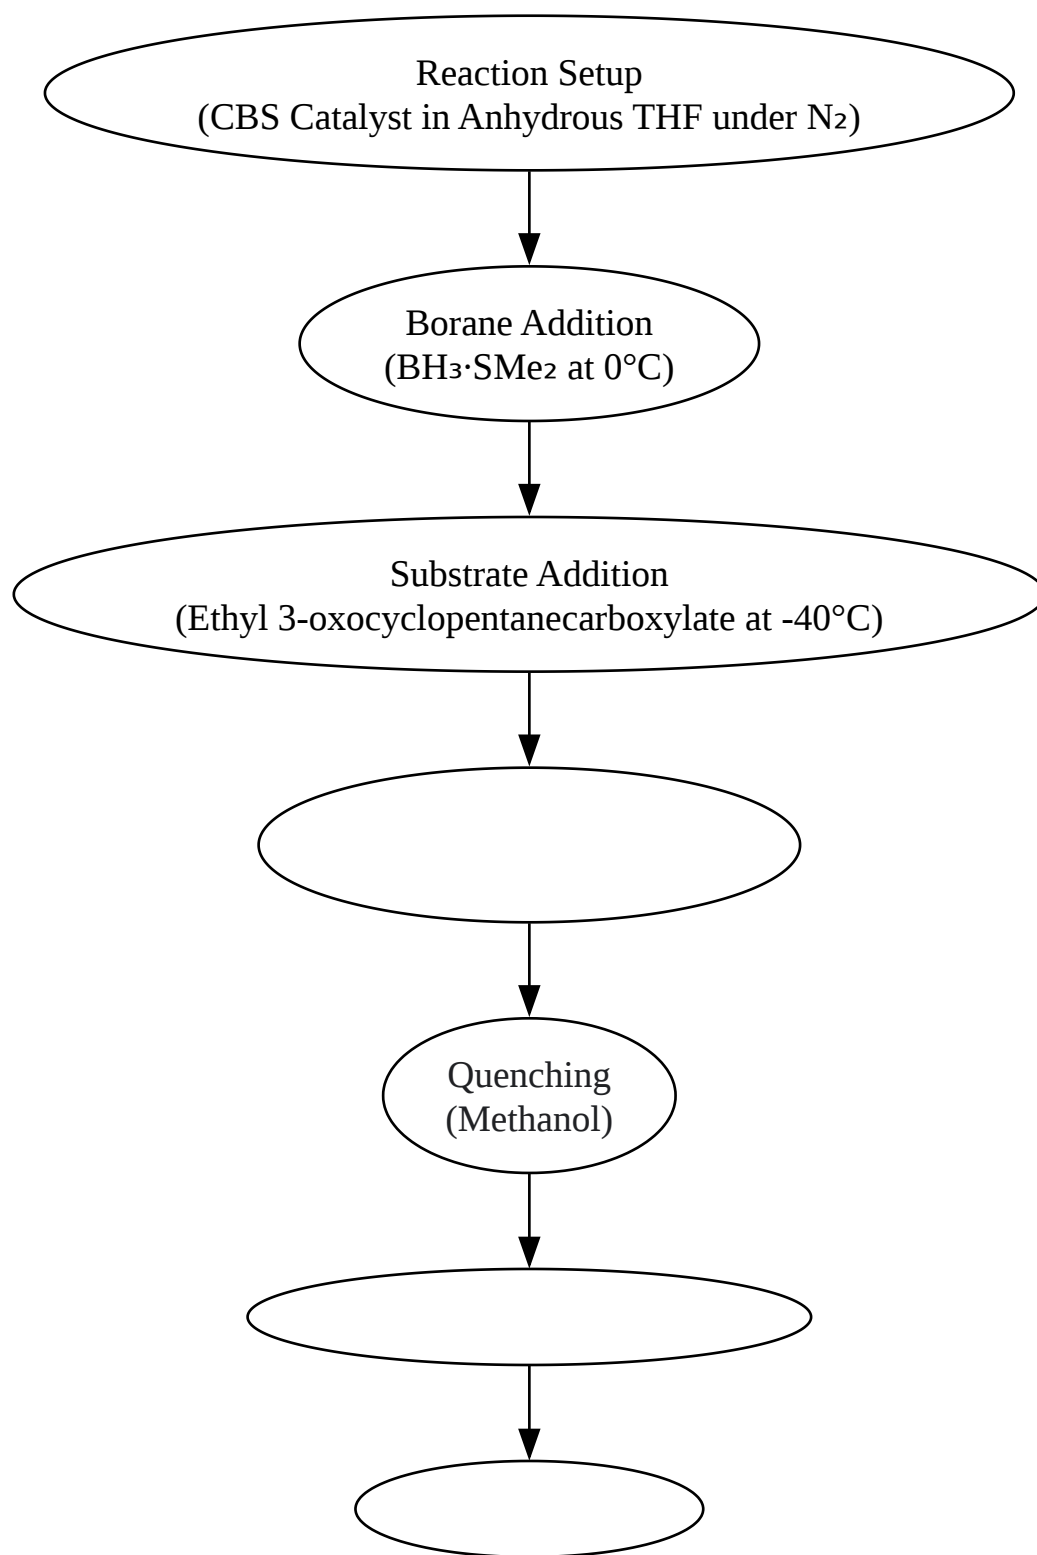 Reaction Setup
(CBS Catalyst in Anhydrous THF under N₂)
Borane Addition
(BH₃·SMe₂ at 0°C)
Substrate Addition
(Ethyl 3-oxocyclopentanecarboxylate at -40°C)
Quenching
(Methanol)